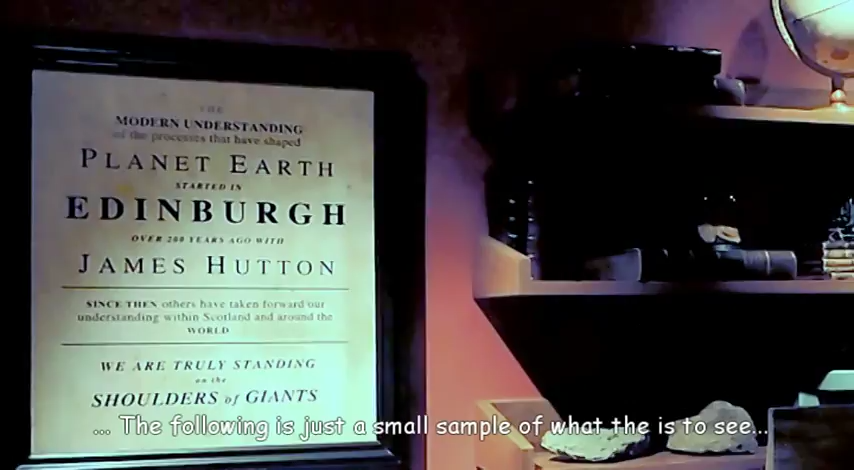 THE
MODERN UNDERSTANDING
of the processes that have shaped
PLANET EARTH
STARTED IN
EDINBURGH
OVER 200 YEARS AGO WITH
JAMES HUTTON
SINCE THEN others have taken forward our
understanding within Scotland and around the
WORLD
WE ARE TRULY STANDING
on the
SHOULDERS of GIANTS
... The following is just a small sample of what the is to see...